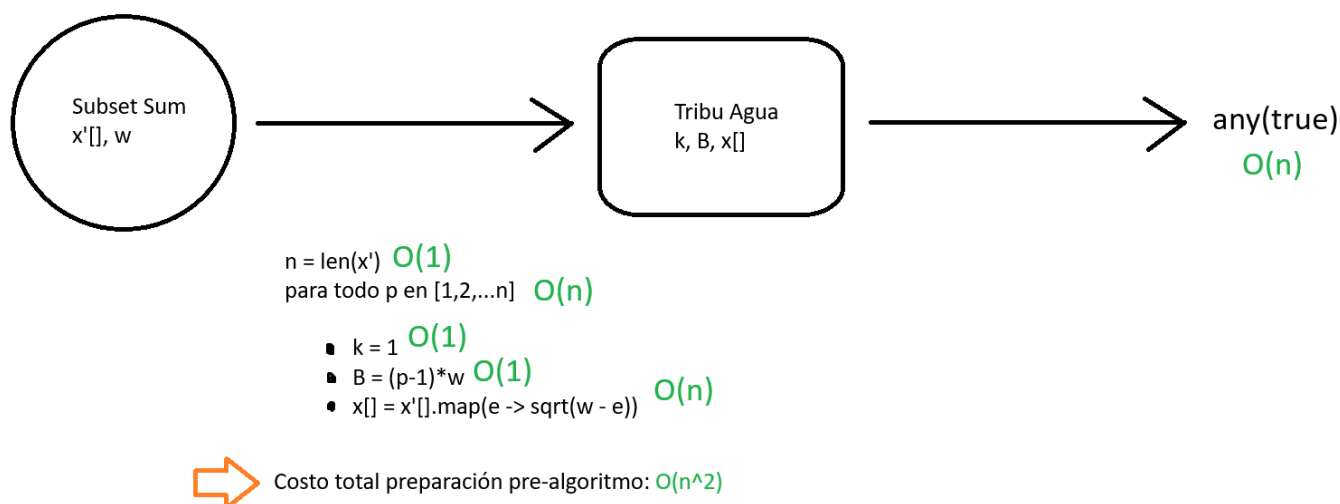 Subset Sum
x'[], w
Tribu Agua
k, B, x[]
any(true)
O(n)
n = len(x') O(1)
para todo p en [1,2,...n] O(n)
k = 1 O(1)
B = (p-1)*w O(1)
x[] = x'[].map(e -> sqrt(w - e)) O(n)
Costo total preparación pre-algoritmo: O(n^2)